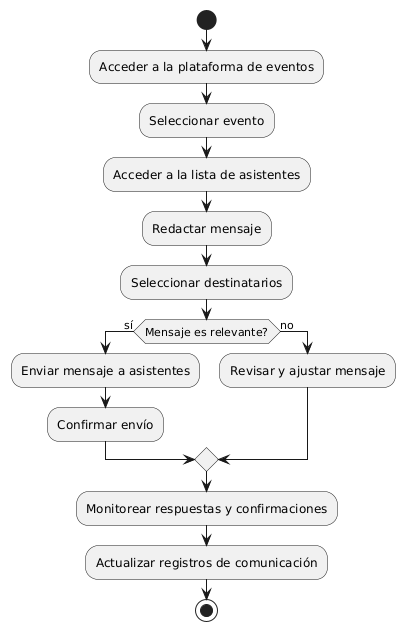 Acceder a la plataforma de eventos
Seleccionar evento
Acceder a la lista de asistentes
Redactar mensaje
Seleccionar destinatarios
Mensaje es relevante?
sí
no
Enviar mensaje a asistentes
Revisar y ajustar mensaje
Confirmar envío
Monitorear respuestas y confirmaciones
Actualizar registros de comunicación